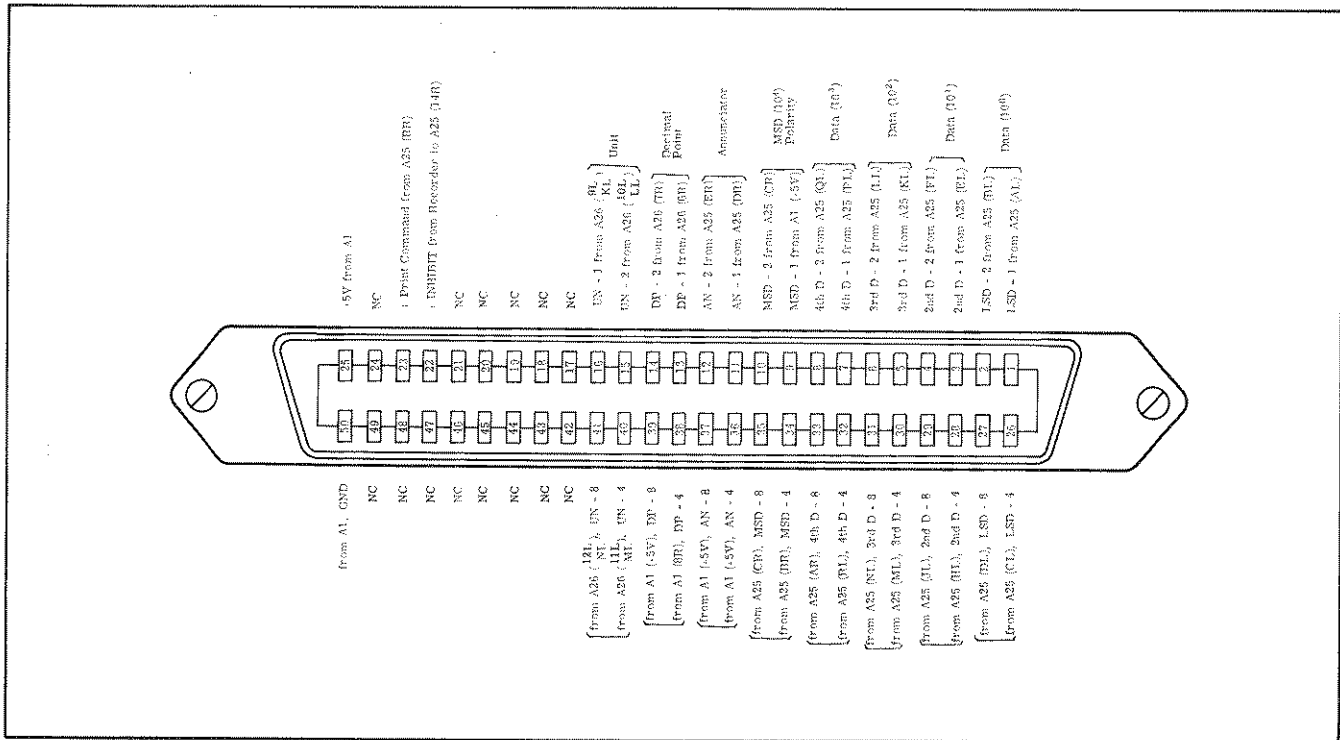 +5V from A1
NC
: Print Command from A25 (RR)
: INHIBIT from Recorder to A25 (14R)
NC
NC
NC
NC
NC
UN - 1 from A26 (9L KL)
UN - 2 from A26 (10L LL)
Unit
DP - 2 from A26 (7R)
DP - 1 from A26 (6R)
Decimal Point
AN - 2 from A25 (ER)
AN - 1 from A25 (DR)
Annunciator
MSD - 2 from A25 (CR)
MSD - 1 from A1 (+5V)
MSD (10⁴) Polarity
4th D - 2 from A25 (QL)
4th D - 1 from A25 (PL)
Data (10³)
3rd D - 2 from A25 (LL)
3rd D - 1 from A25 (KL)
Data (10²)
2nd D - 2 from A25 (FL)
2nd D - 1 from A25 (EL)
Data (10¹)
LSD - 2 from A25 (BL)
LSD - 1 from A25 (AL)
Data (10⁰)
25
24
23
22
21
20
19
18
17
16
15
14
13
12
11
10
9
8
7
6
5
4
3
2
1
50
49
48
47
46
45
44
43
42
41
40
39
38
37
36
35
34
33
32
31
30
29
28
27
26
from A1, GND
NC
NC
NC
NC
NC
NC
NC
NC
from A26 (12L NL), UN - 8
from A26 (11L ML), UN - 4
from A1 (+5V), DP - 8
from A1 (8R), DP - 4
from A1 (+5V), AN - 8
from A1 (+5V), AN - 4
from A25 (CR), MSD - 8
from A25 (BR), MSD - 4
from A25 (AR), 4th D - 8
from A25 (RL), 4th D - 4
from A25 (NL), 3rd D - 8
from A25 (ML), 3rd D - 4
from A25 (JL), 2nd D - 8
from A25 (HL), 2nd D - 4
from A25 (DL), LSD - 8
from A25 (CL), LSD - 4